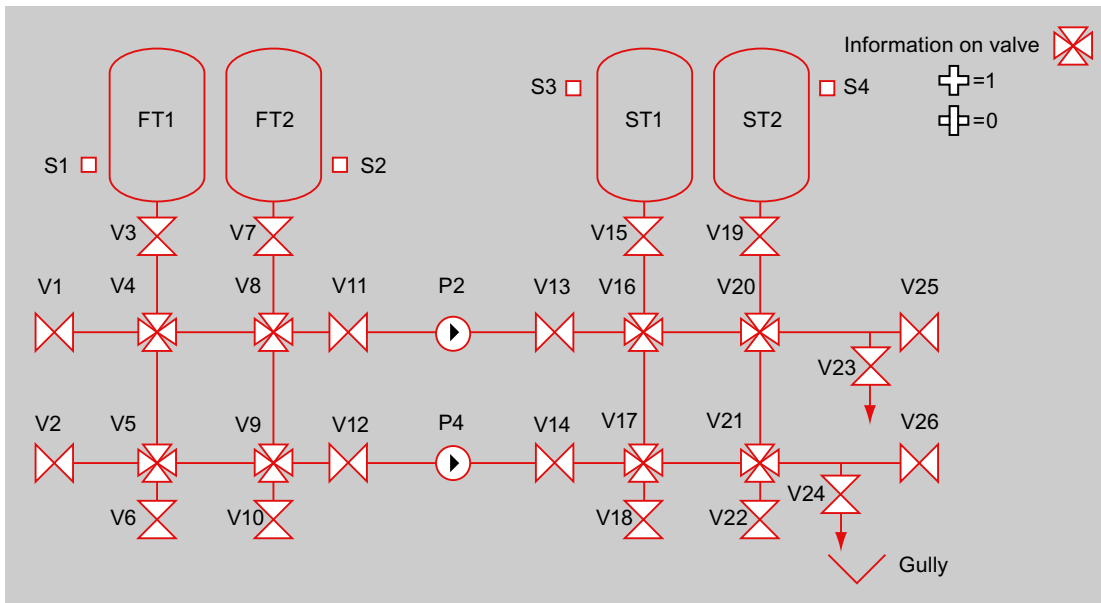 Information on valve
=1
=0
S3
S4
FT1
FT2
ST1
ST2
S1
S2
V3
V7
V15
V19
V1
V4
V8
V11
P2
V13
V16
V20
V25
V23
V2
V5
V9
V12
P4
V14
V17
V21
V26
V24
V6
V10
V18
V22
Gully